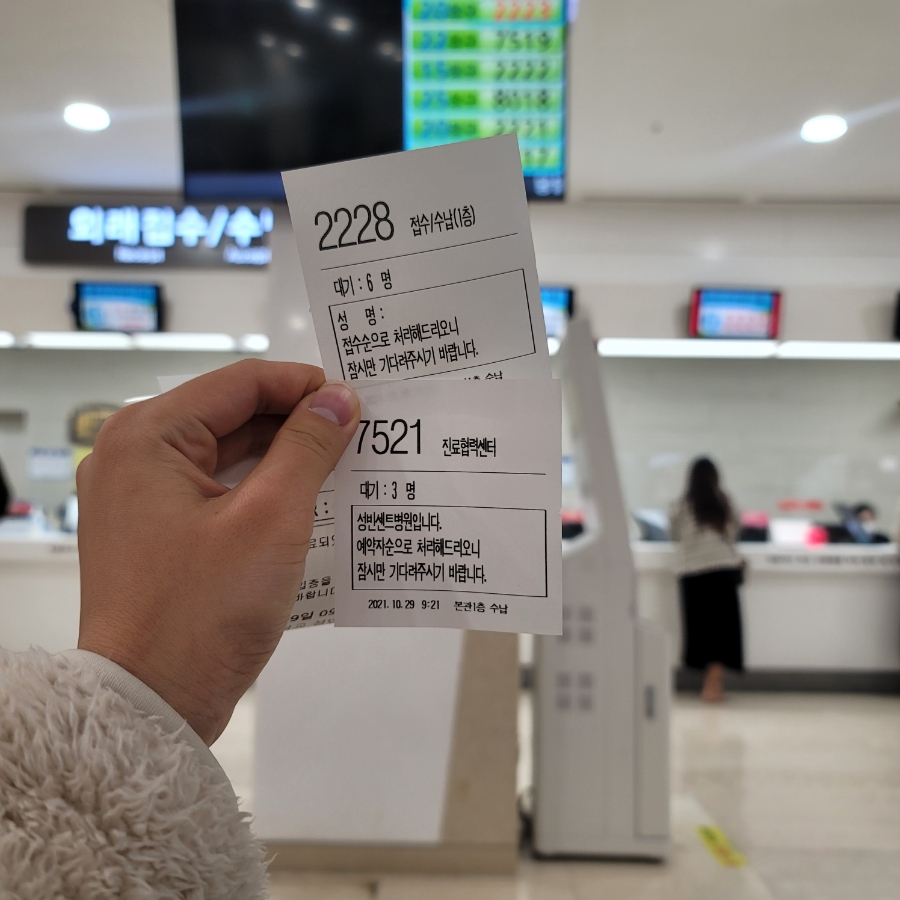 7519
2222
8018
외래접수/수
2228 접수/수납(1층)
대기 : 6 명
성 명 :
접수순으로 처리해드리오니
잠시만 기다려주시기 바랍니다.
수납
7521 진료협력센터
대기 : 3 명
성빈센트병원입니다.
예약자순으로 처리해드리오니
잠시만 기다려주시기 바랍니다.
2021.10.29 9:21 본관1층 수납